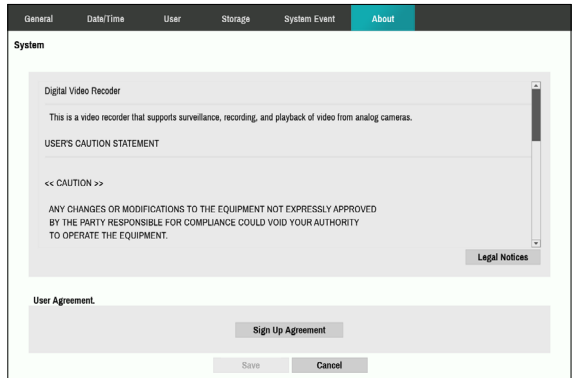 General Date/Time User Storage System Event About
System
Digital Video Recoder
This is a video recorder that supports surveillance, recording, and playback of video from analog cameras.
USER'S CAUTION STATEMENT
<< CAUTION >>
ANY CHANGES OR MODIFICATIONS TO THE EQUIPMENT NOT EXPRESSLY APPROVED
BY THE PARTY RESPONSIBLE FOR COMPLIANCE COULD VOID YOUR AUTHORITY
TO OPERATE THE EQUIPMENT.
Legal Notices
User Agreement.
Sign Up Agreement
Save Cancel